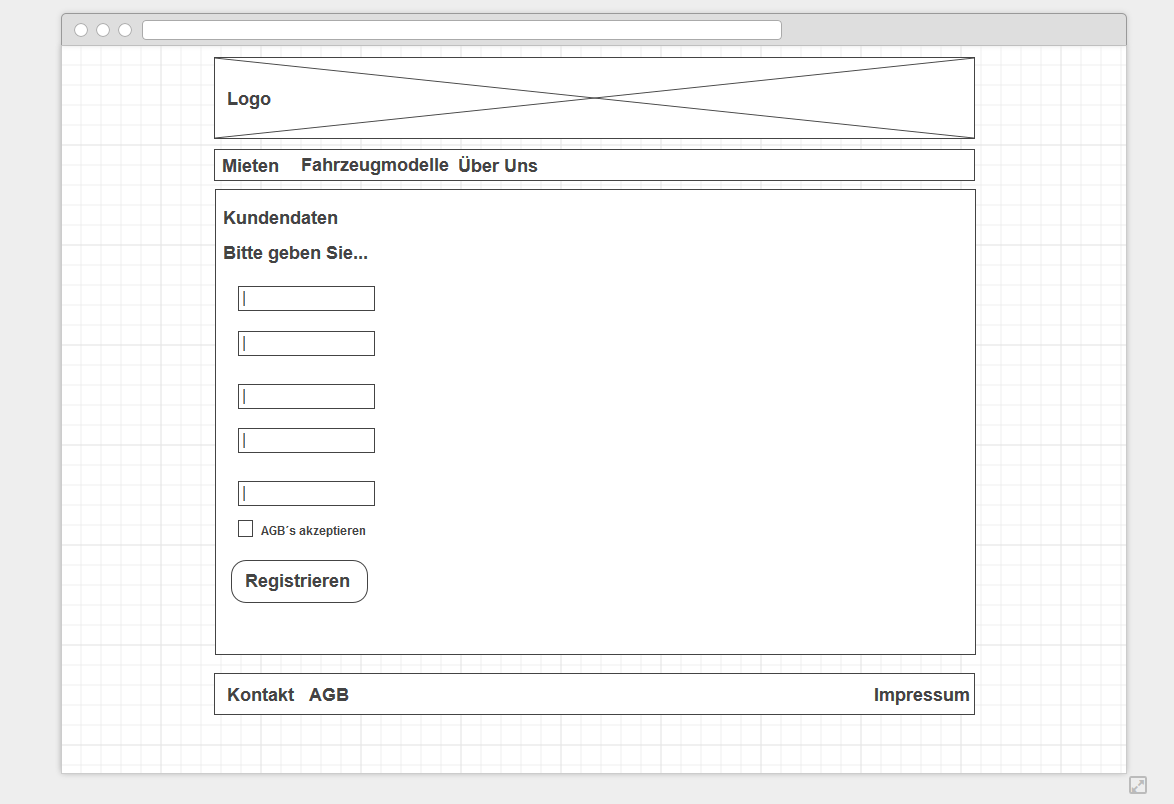 Logo
Mieten Fahrzeugmodelle Über Uns
Kundendaten
Bitte geben Sie...
AGB´s akzeptieren
Registrieren
Kontakt AGB Impressum